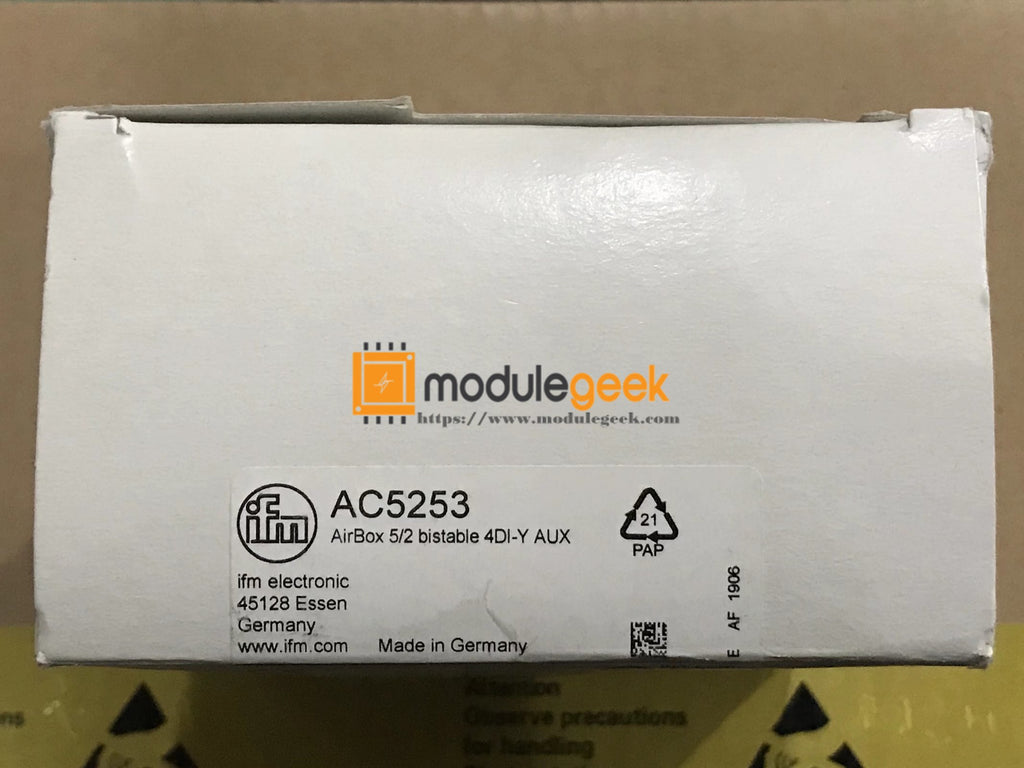 modulegeek
https://www.modulegeek.com
ifm
AC5253
AirBox 5/2 bistable 4DI-Y AUX
21
PAP
ifm electronic
45128 Essen
Germany
www.ifm.com
Made in Germany
E AF 1906
Attention
Observe precautions
for handling